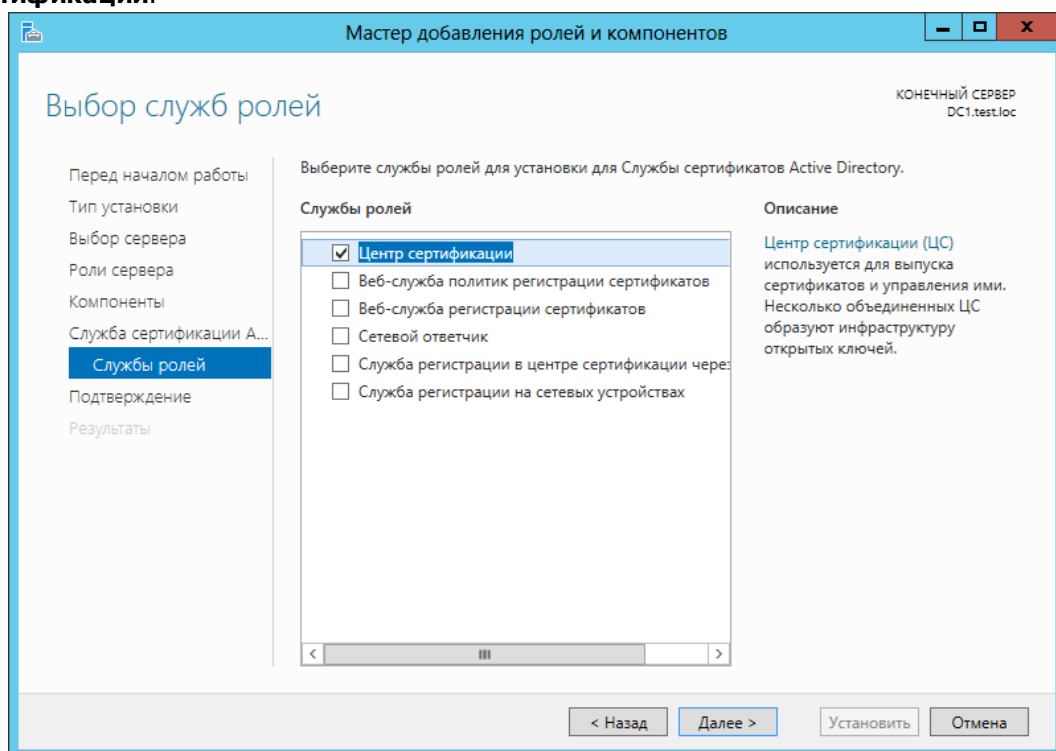 Мастер добавления ролей и компонентов
Выбор служб ролей
КОНЕЧНЫЙ СЕРВЕР
DC1.test.loc
Перед началом работы
Тип установки
Выбор сервера
Роли сервера
Компоненты
Служба сертификации A...
Службы ролей
Подтверждение
Результаты
Выберите службы ролей для установки для Службы сертификатов Active Directory.
Службы ролей
Центр сертификации
Веб-служба политик регистрации сертификатов
Веб-служба регистрации сертификатов
Сетевой ответчик
Служба регистрации в центре сертификации через
Служба регистрации на сетевых устройствах
Описание
Центр сертификации (ЦС)
используется для выпуска
сертификатов и управления ими.
Несколько объединенных ЦС
образуют инфраструктуру
открытых ключей.
< Назад
Далее >
Установить
Отмена